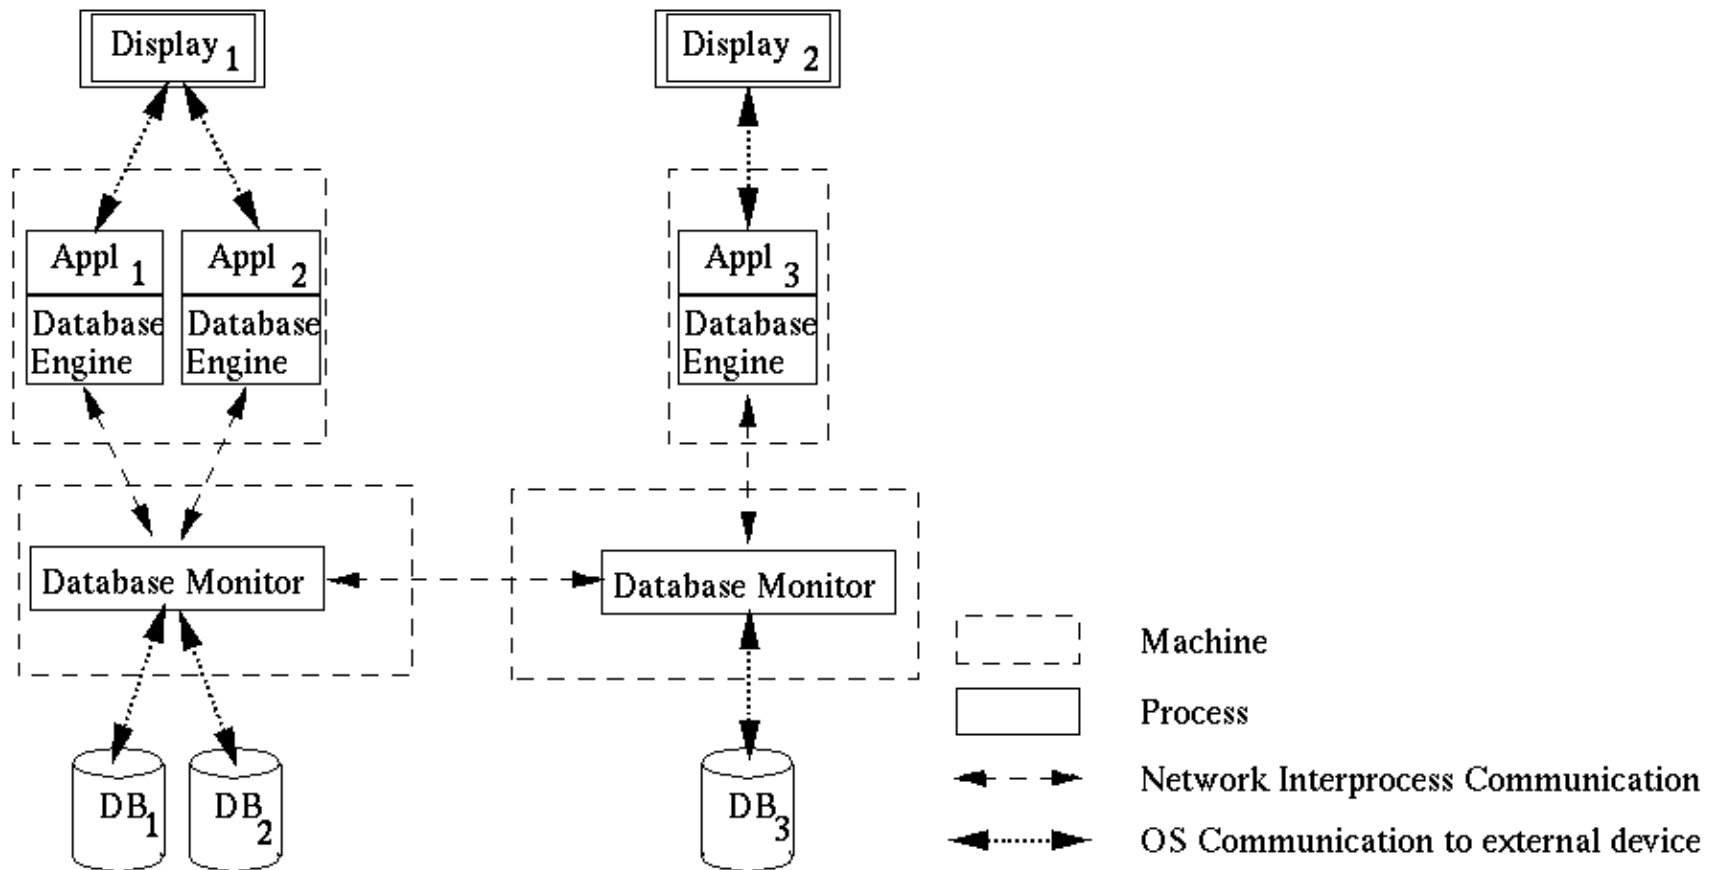 Display 1
Display 2
Appl 1
Appl 2
Appl 3
Database Engine
Database Engine
Database Engine
Database Monitor
Database Monitor
DB1
DB2
DB3
Machine
Process
Network Interprocess Communication
OS Communication to external device